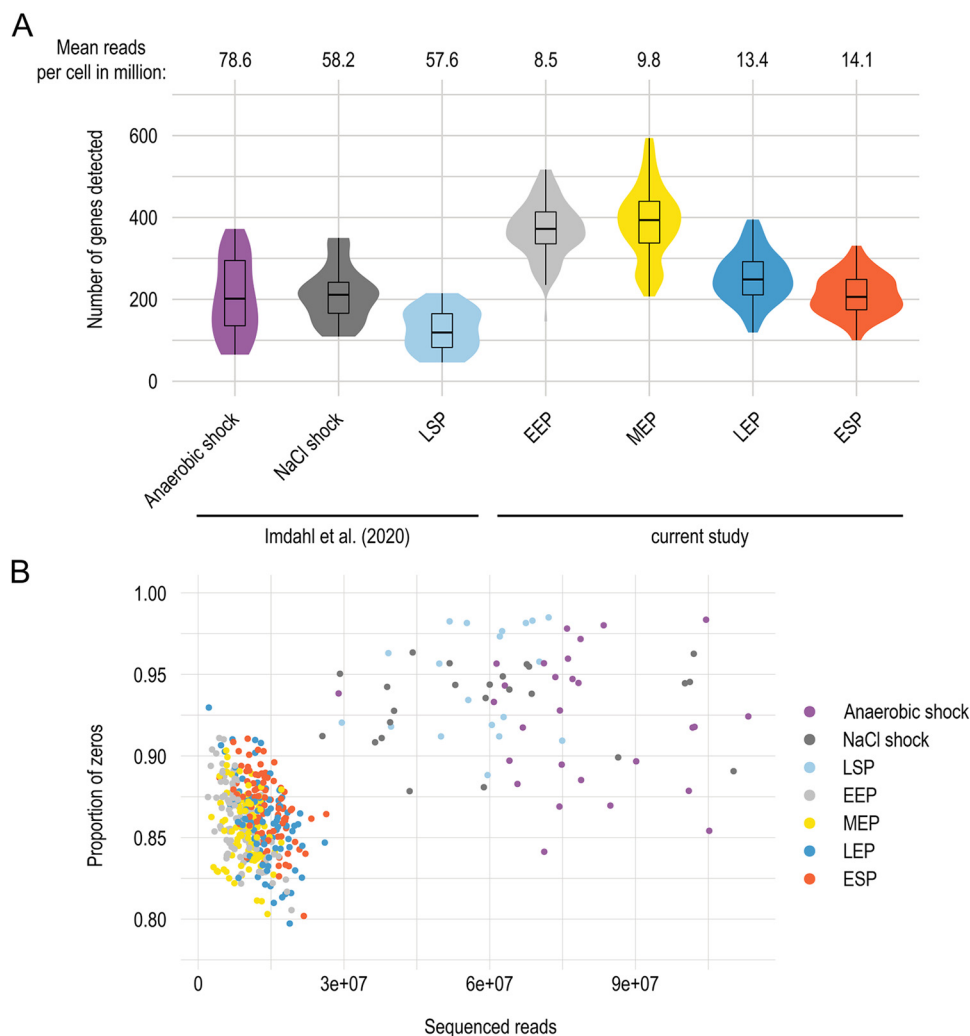 A
Mean reads
per cell in million:
78.6 58.2 57.6 8.5 9.8 13.4 14.1
Number of genes detected
600
400
200
0
Anaerobic shock
NaCl shock
LSP
EEP
MEP
LEP
ESP
Imdahl et al. (2020)
current study
B
Proportion of zeros
1.00
0.95
0.90
0.85
0.80
0 3e+07 6e+07 9e+07
Sequenced reads
Anaerobic shock
NaCl shock
LSP
EEP
MEP
LEP
ESP